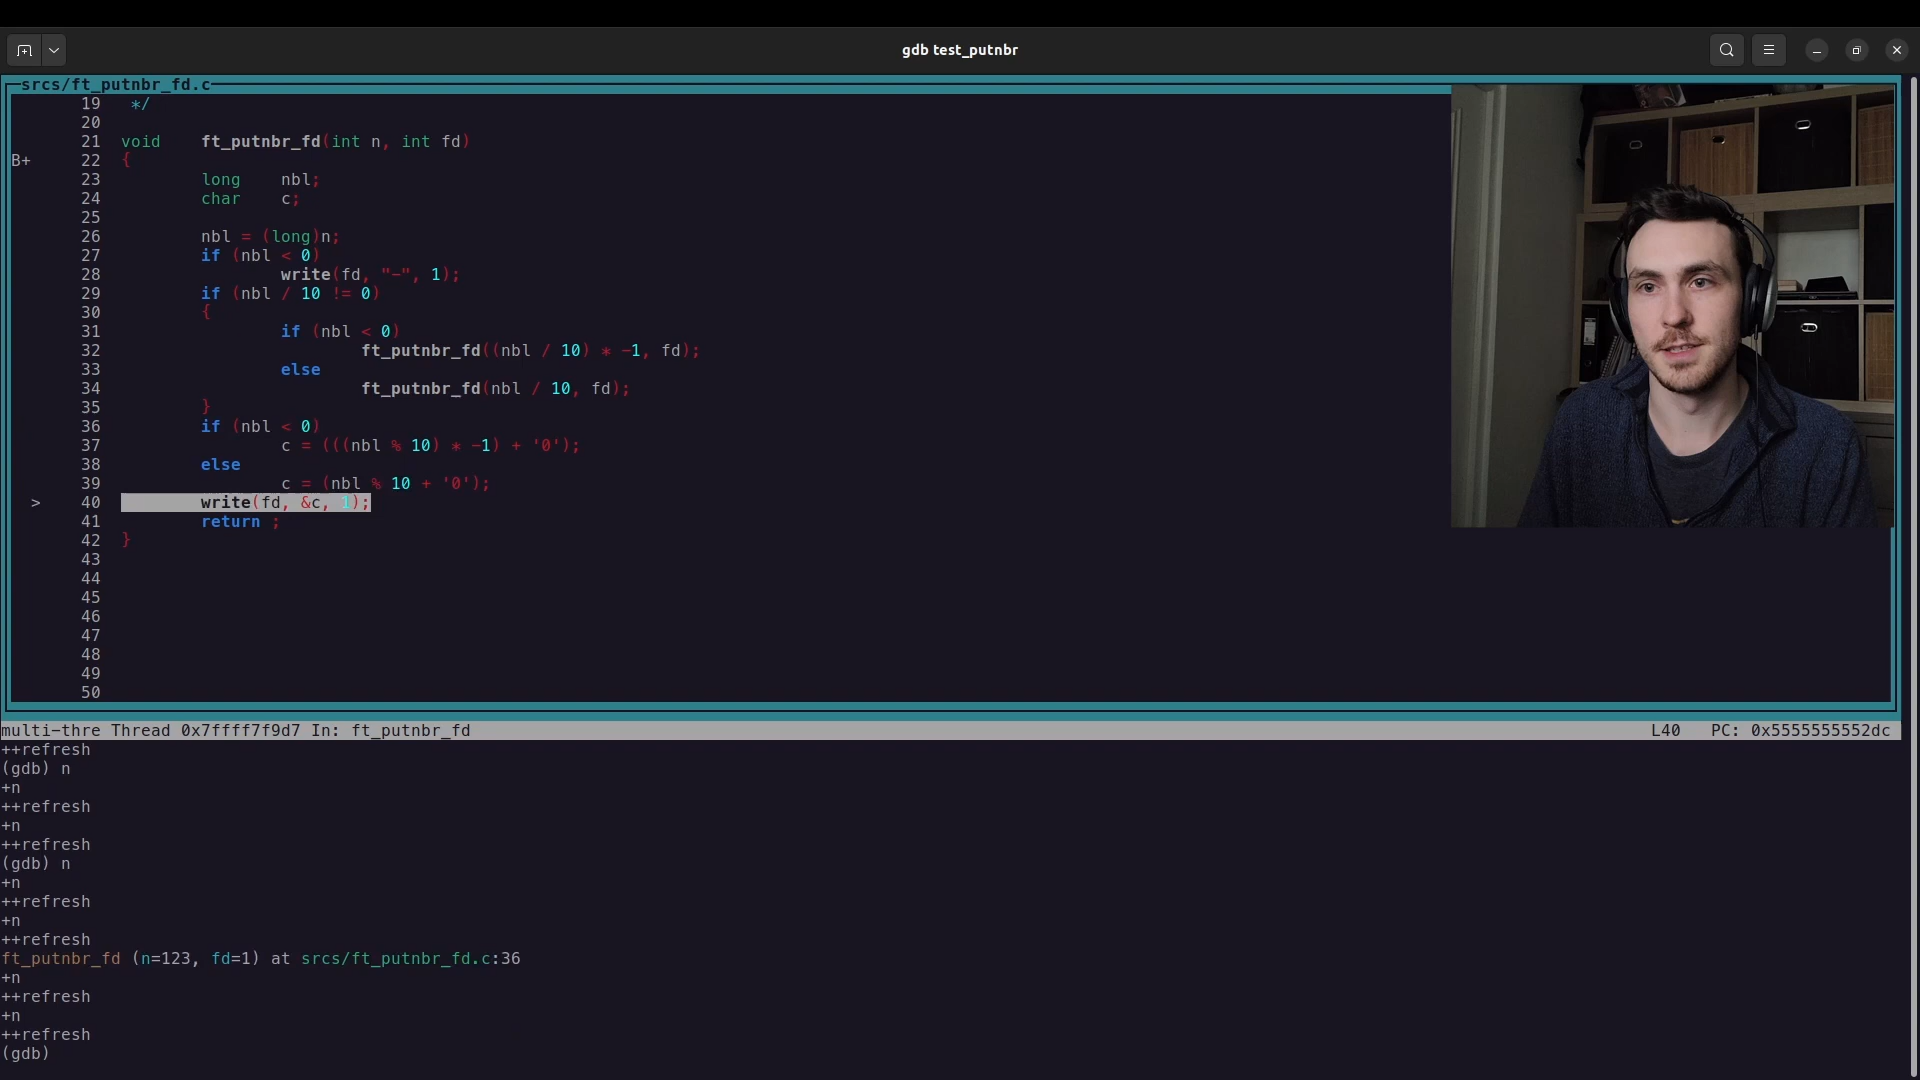 gdb test_putnbr
srcs/ft_putnbr_fd.c
19 */
20
21 void ft_putnbr_fd(int n, int fd)
B+ 22 {
23 long nbl;
24 char c;
25
26 nbl = (long)n;
27 if (nbl < 0)
28 write(fd, "-", 1);
29 if (nbl / 10 != 0)
30 {
31 if (nbl < 0)
32 ft_putnbr_fd((nbl / 10) * -1, fd);
33 else
34 ft_putnbr_fd(nbl / 10, fd);
35 }
36 if (nbl < 0)
37 c = (((nbl % 10) * -1) + '0');
38 else
39 c = (nbl % 10 + '0');
> 40 write(fd, &c, 1);
41 return ;
42 }
43
44
45
46
47
48
49
50
multi-thre Thread 0x7ffff7f9d7 In: ft_putnbr_fd L40 PC: 0x5555555552dc
++refresh
(gdb) n
+n
++refresh
+n
++refresh
(gdb) n
+n
++refresh
+n
++refresh
ft_putnbr_fd (n=123, fd=1) at srcs/ft_putnbr_fd.c:36
+n
++refresh
+n
++refresh
(gdb)